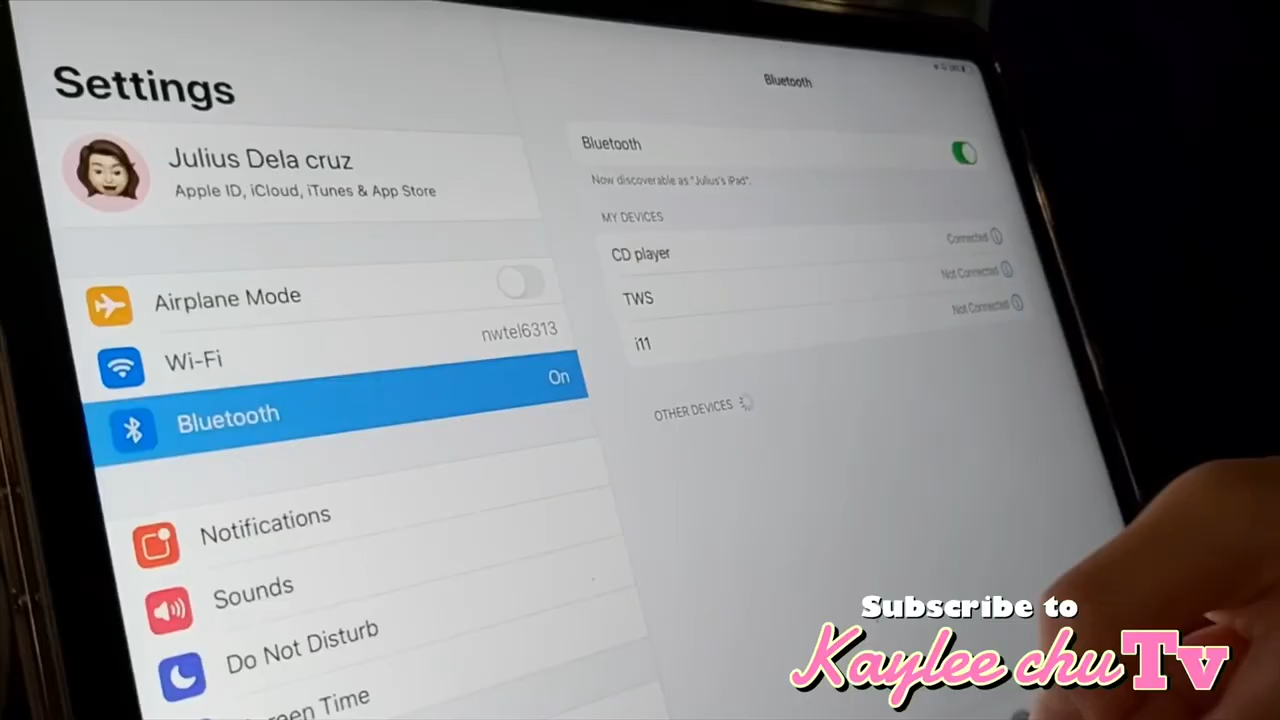 Settings
Julius Dela cruz
Apple ID, iCloud, iTunes & App Store
Airplane Mode
Wi-Fi
nwtel6313
Bluetooth
On
Notifications
Sounds
Do Not Disturb
reen Time
Bluetooth
Bluetooth
Now discoverable as "Julius's iPad".
MY DEVICES
CD player
Connected
TWS
Not Connected
i11
Not Connected
OTHER DEVICES
Subscribe to
Kaylee chu Tv